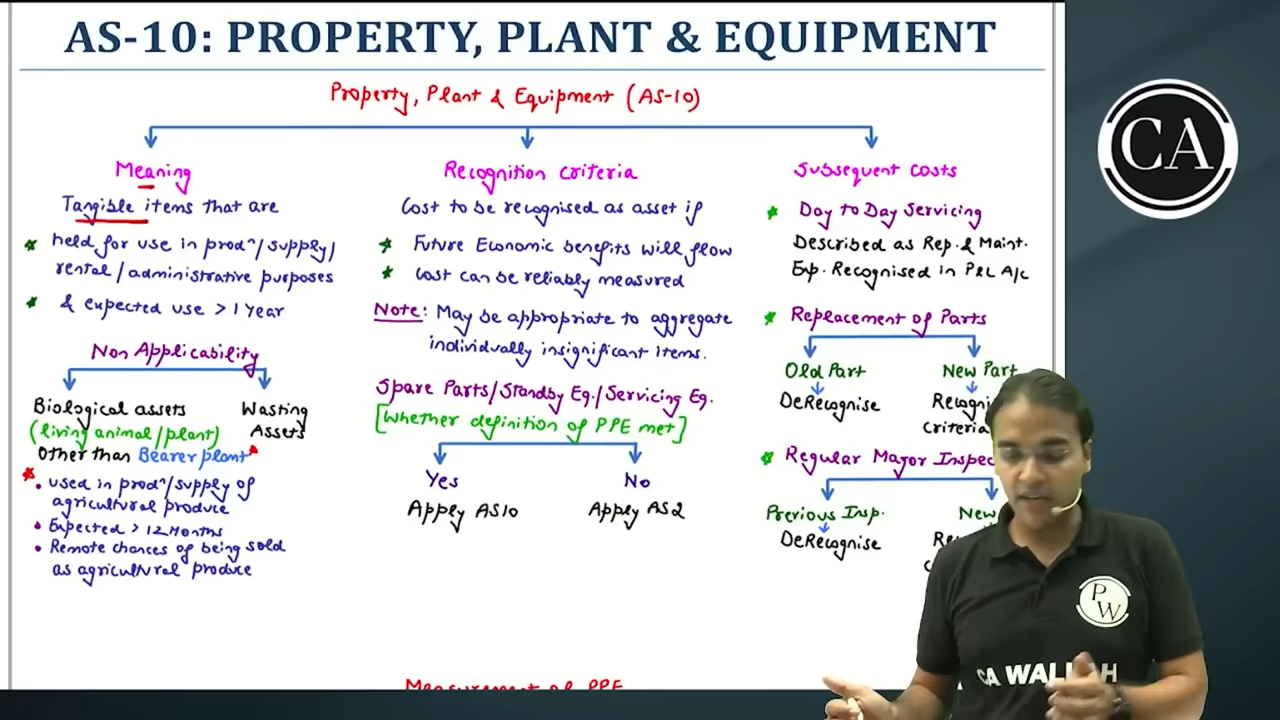 AS-10: PROPERTY, PLANT & EQUIPMENT
Property, Plant & Equipment (AS-10)
Meaning
Tangible items that are
held for use in prodⁿ/supply/
rental/administrative purposes
& expected use > 1 year
Non Applicability
Biological assets
(living animal/plant)
Other than Bearer plant
Wasting
Assets
used in prodⁿ/supply of
agricultural produce
Expected > 12 Months
Remote chances of being sold
as agricultural produce
Recognition criteria
Cost to be recognised as asset if
Future Economic benefits will flow
Cost can be reliably measured
Note: May be appropriate to aggregate
individually insignificant items.
Spare Parts/Standby Eq./Servicing Eq.
[Whether definition of PPE met]
Yes
No
Apply AS10
Apply AS2
Subsequent Costs
Day to Day Servicing
Described as Rep. & Maint.
Exp. Recognised in P&L A/c
Replacement of Parts
Old Part
New Part
DeRecognise
criteria
Regular Major
Previous Insp.
New
DeRecognise
Measurement of PPE
CA
PW
CA